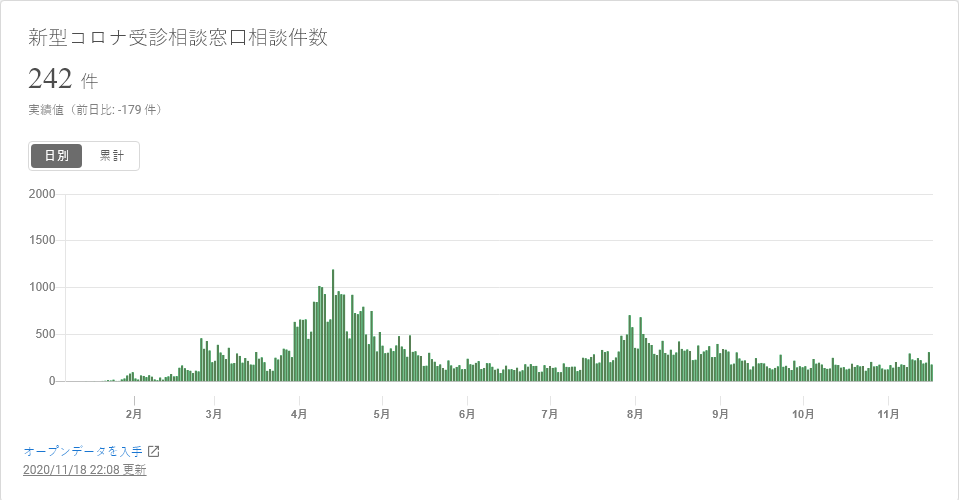 新型コロナ受診相談窓口相談件数
242 件
実績値（前日比: -179 件）
日別 累計
2000
1500
1000
500
0
2月 3月 4月 5月 6月 7月 8月 9月 10月 11月
オープンデータを入手
2020/11/18 22:08 更新